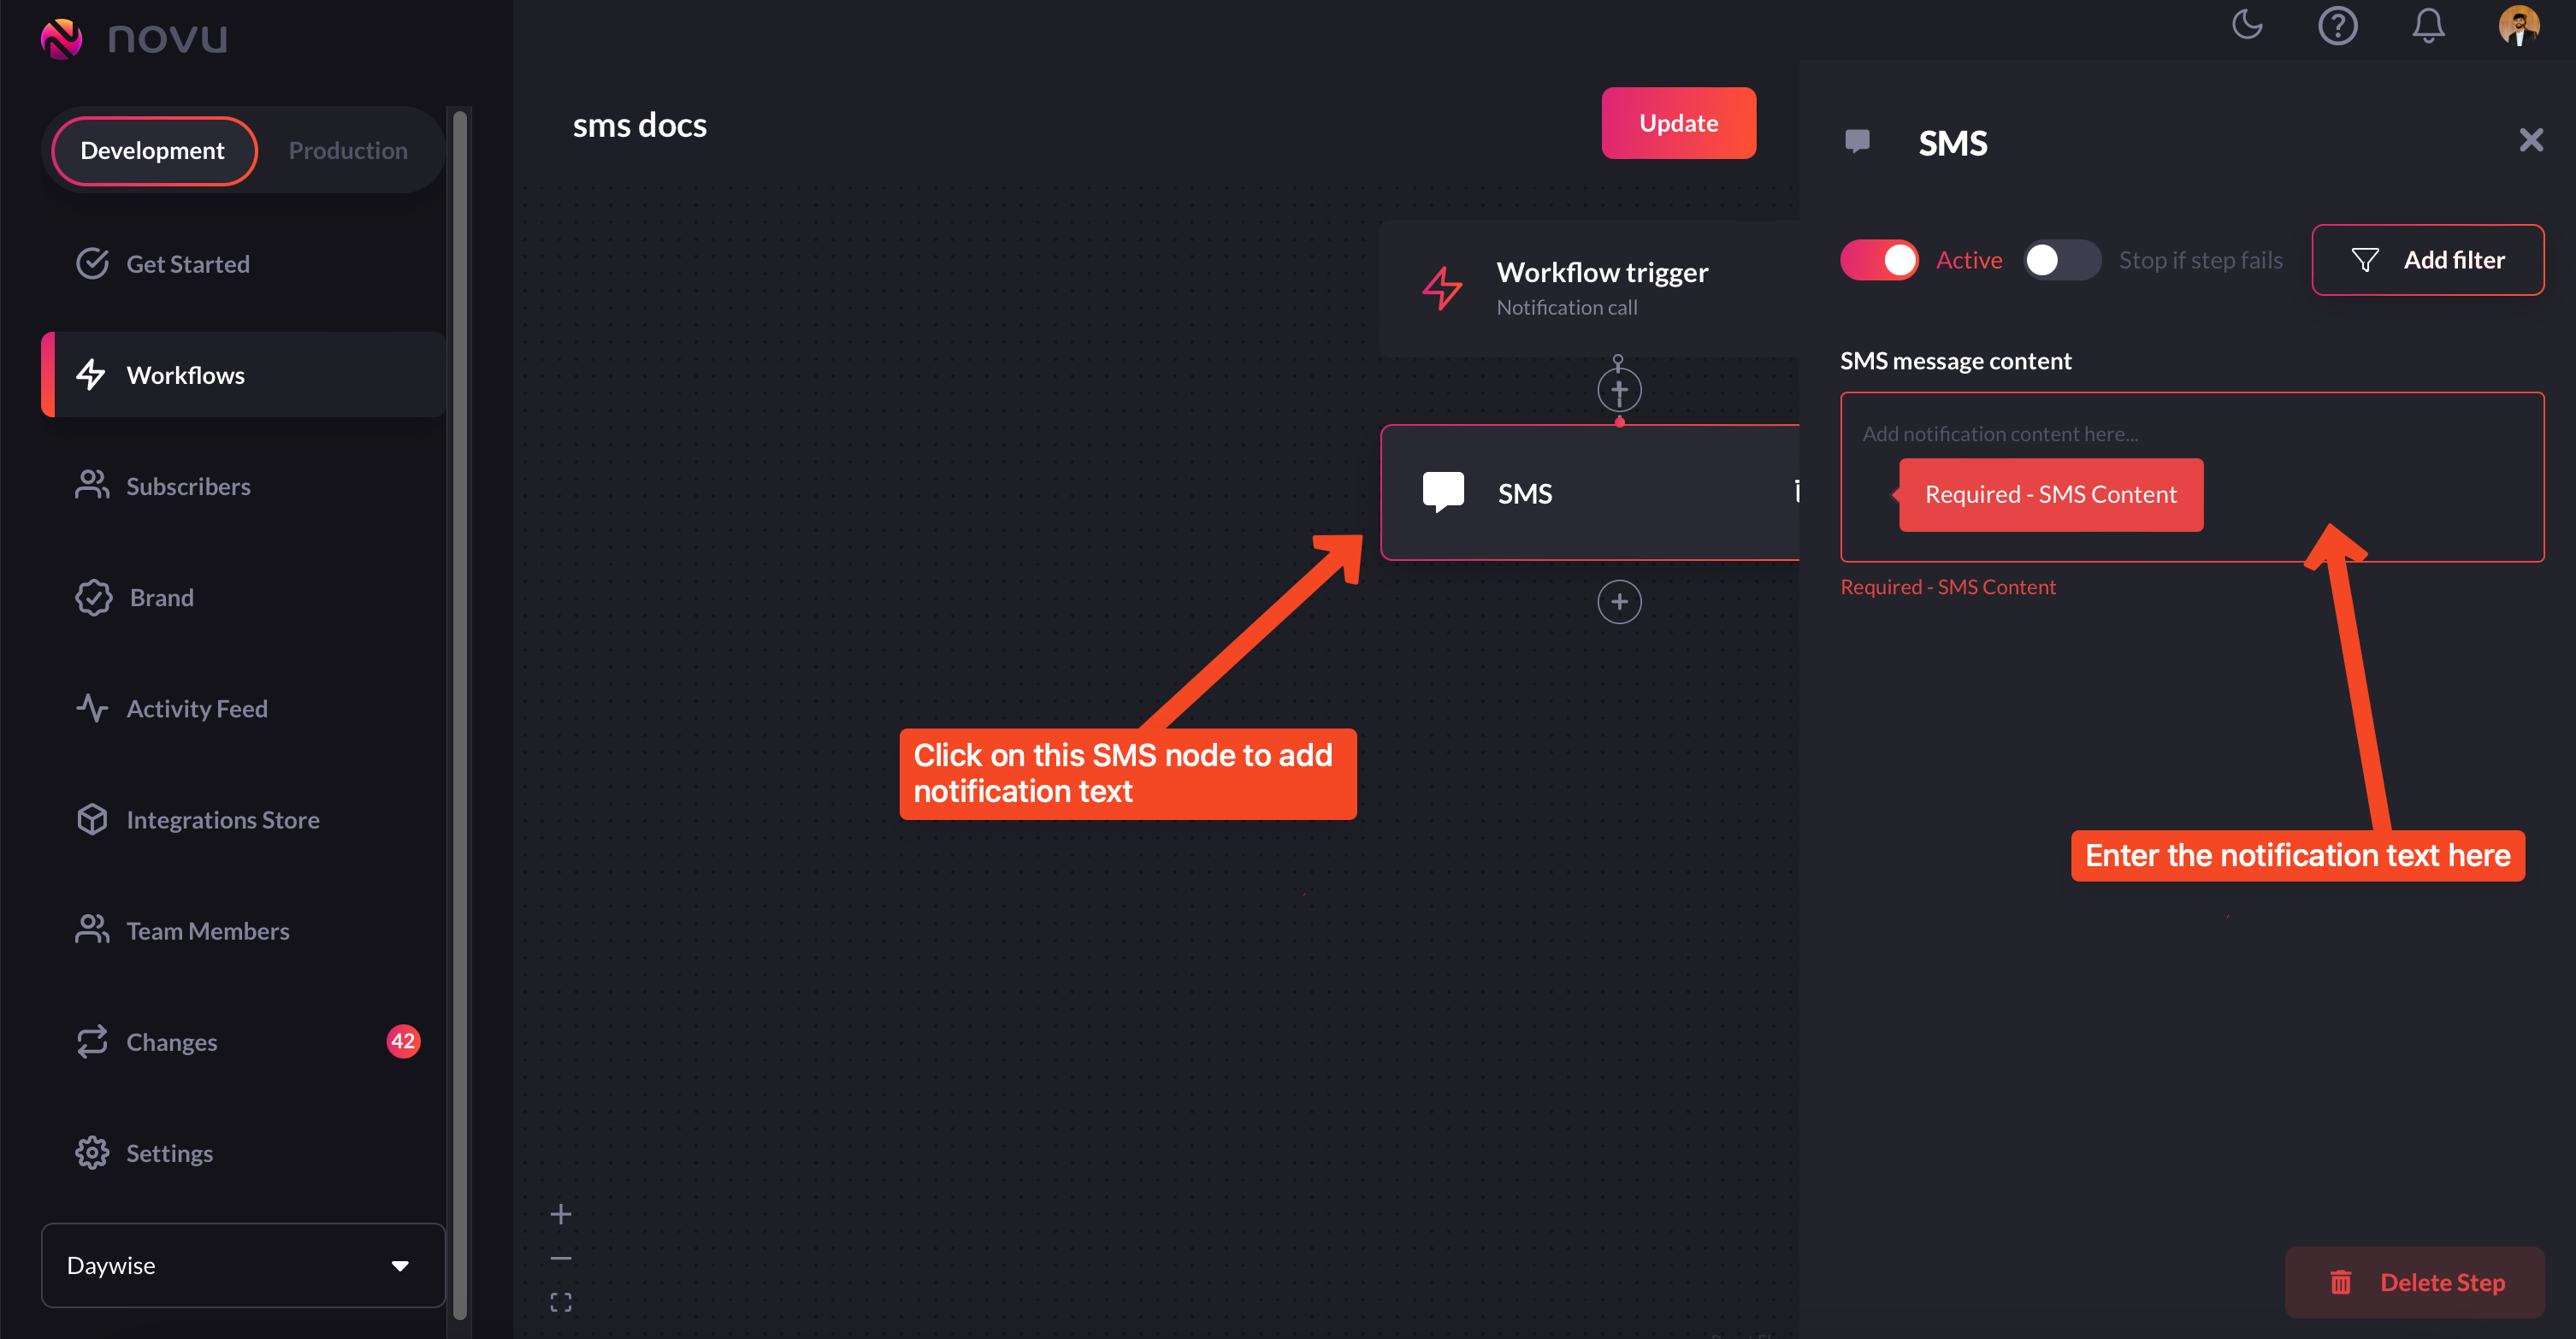 novu
Development
Production
Get Started
Workflows
Subscribers
Brand
Activity Feed
Integrations Store
Team Members
Changes
42
Settings
Daywise
sms docs
Update
Workflow trigger
Notification call
SMS
Click on this SMS node to add
notification text
SMS
Active
Stop if step fails
Add filter
SMS message content
Add notification content here...
Required - SMS Content
Required - SMS Content
Enter the notification text here
Delete Step